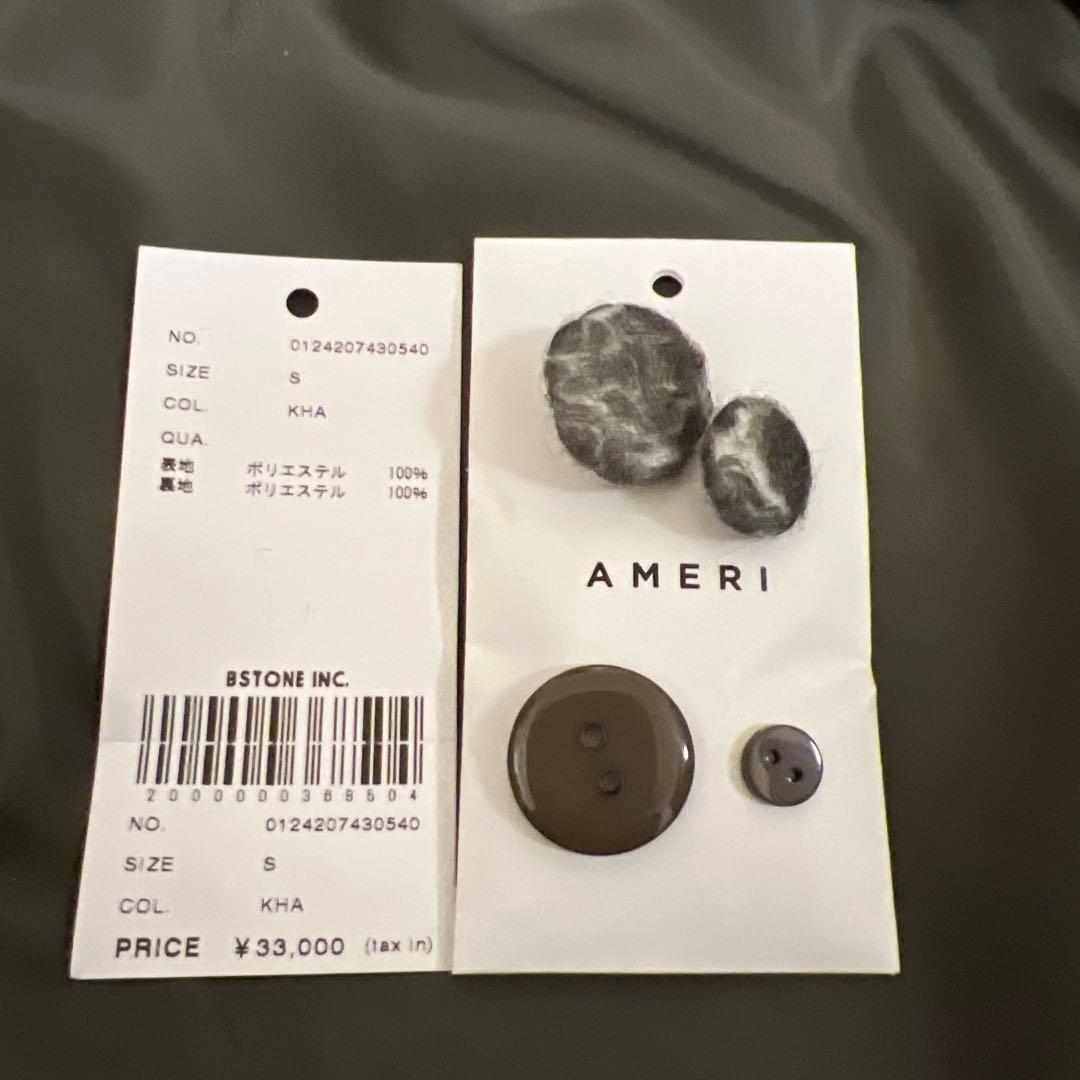 NO. 0124207430540
SIZE S
COL. KHA
QUA.
表地 ポリエステル 100%
裏地 ポリエステル 100%
BSTONE INC.
2000000369504
NO. 0124207430540
SIZE S
COL. KHA
PRICE ¥33,000 (tax in)
AMERI